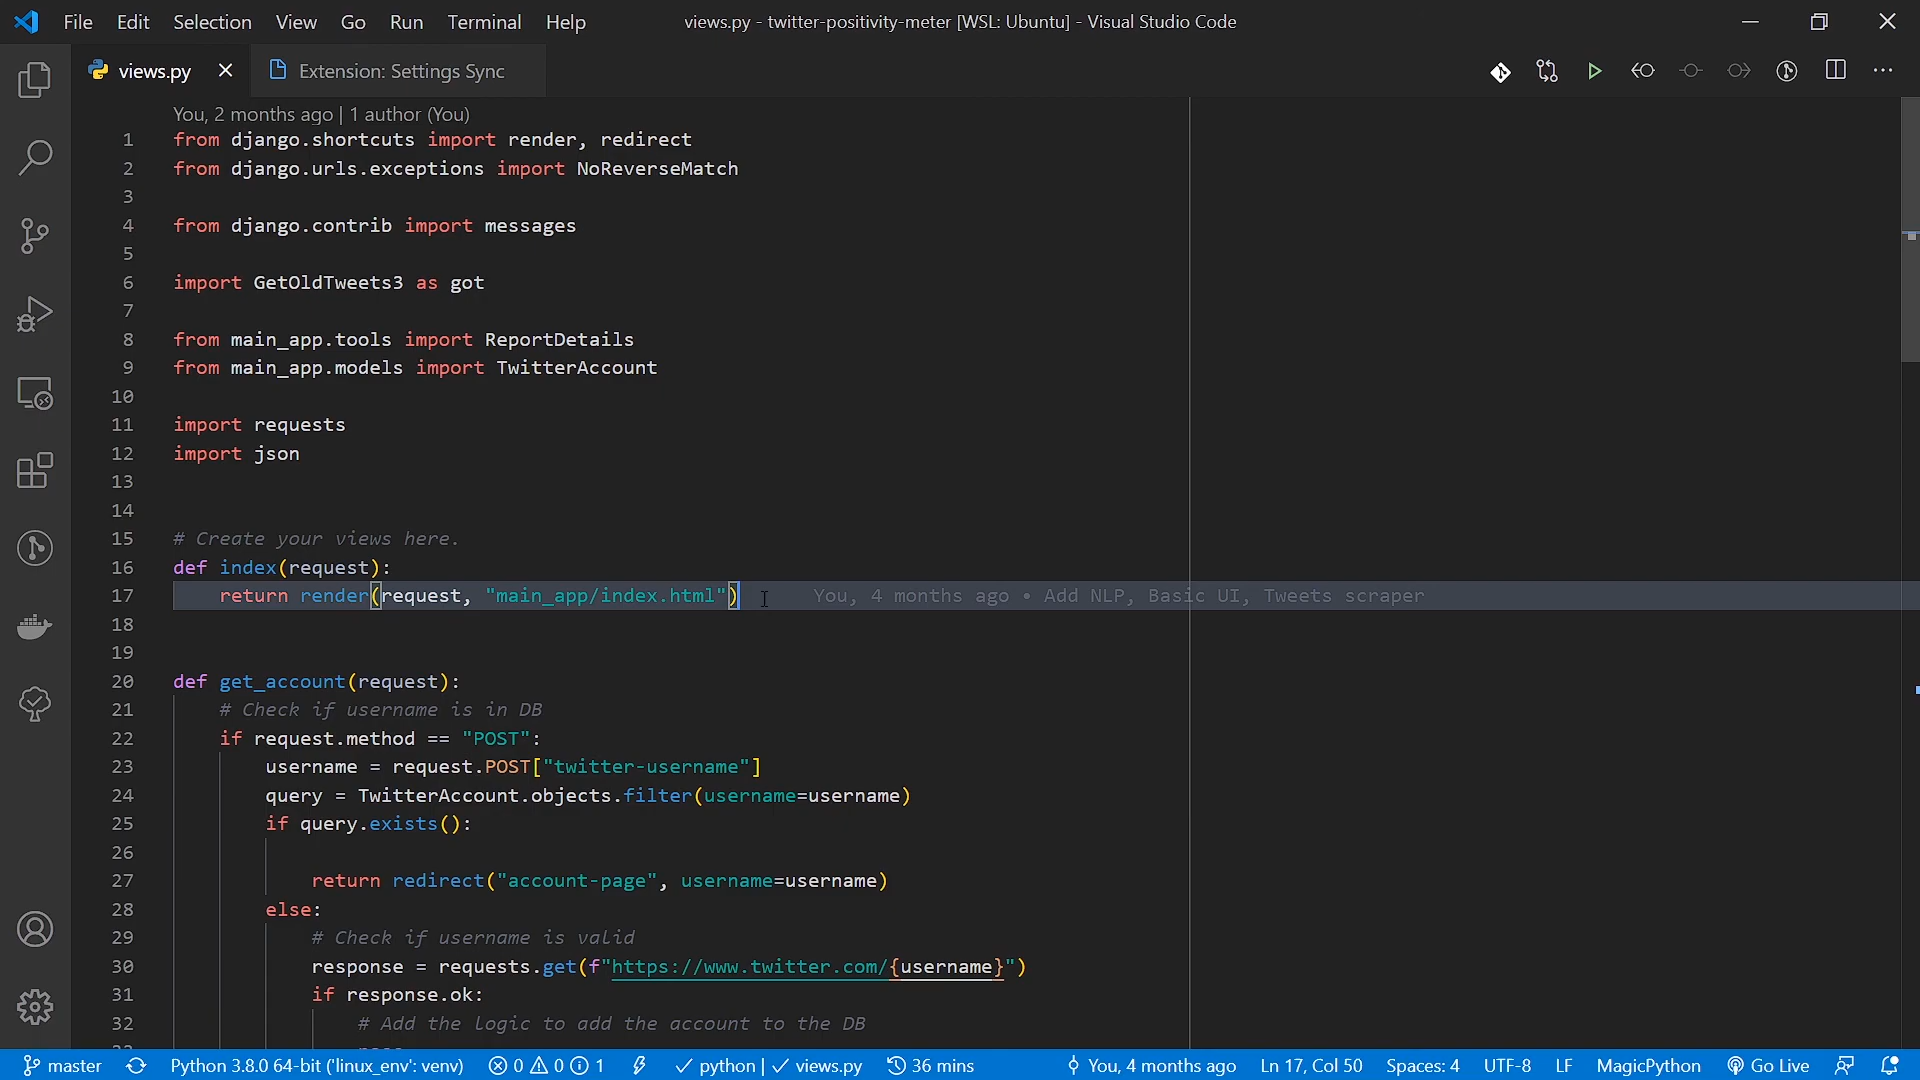 File Edit Selection View Go Run Terminal Help views.py - twitter-positivity-meter [WSL: Ubuntu] - Visual Studio Code
views.py Extension: Settings Sync
You, 2 months ago | 1 author (You)
1 from django.shortcuts import render, redirect
2 from django.urls.exceptions import NoReverseMatch
3
4 from django.contrib import messages
5
6 import GetOldTweets3 as got
7
8 from main_app.tools import ReportDetails
9 from main_app.models import TwitterAccount
10
11 import requests
12 import json
13
14
15 # Create your views here.
16 def index(request):
17 return render(request, "main_app/index.html") You, 4 months ago • Add NLP, Basic UI, Tweets scraper
18
19
20 def get_account(request):
21 # Check if username is in DB
22 if request.method == "POST":
23 username = request.POST["twitter-username"]
24 query = TwitterAccount.objects.filter(username=username)
25 if query.exists():
26
27 return redirect("account-page", username=username)
28 else:
29 # Check if username is valid
30 response = requests.get(f"https://www.twitter.com/{username}")
31 if response.ok:
32 # Add the logic to add the account to the DB
master Python 3.8.0 64-bit ('linux_env': venv) 0 0 1 python | views.py 36 mins You, 4 months ago Ln 17, Col 50 Spaces: 4 UTF-8 LF MagicPython Go Live